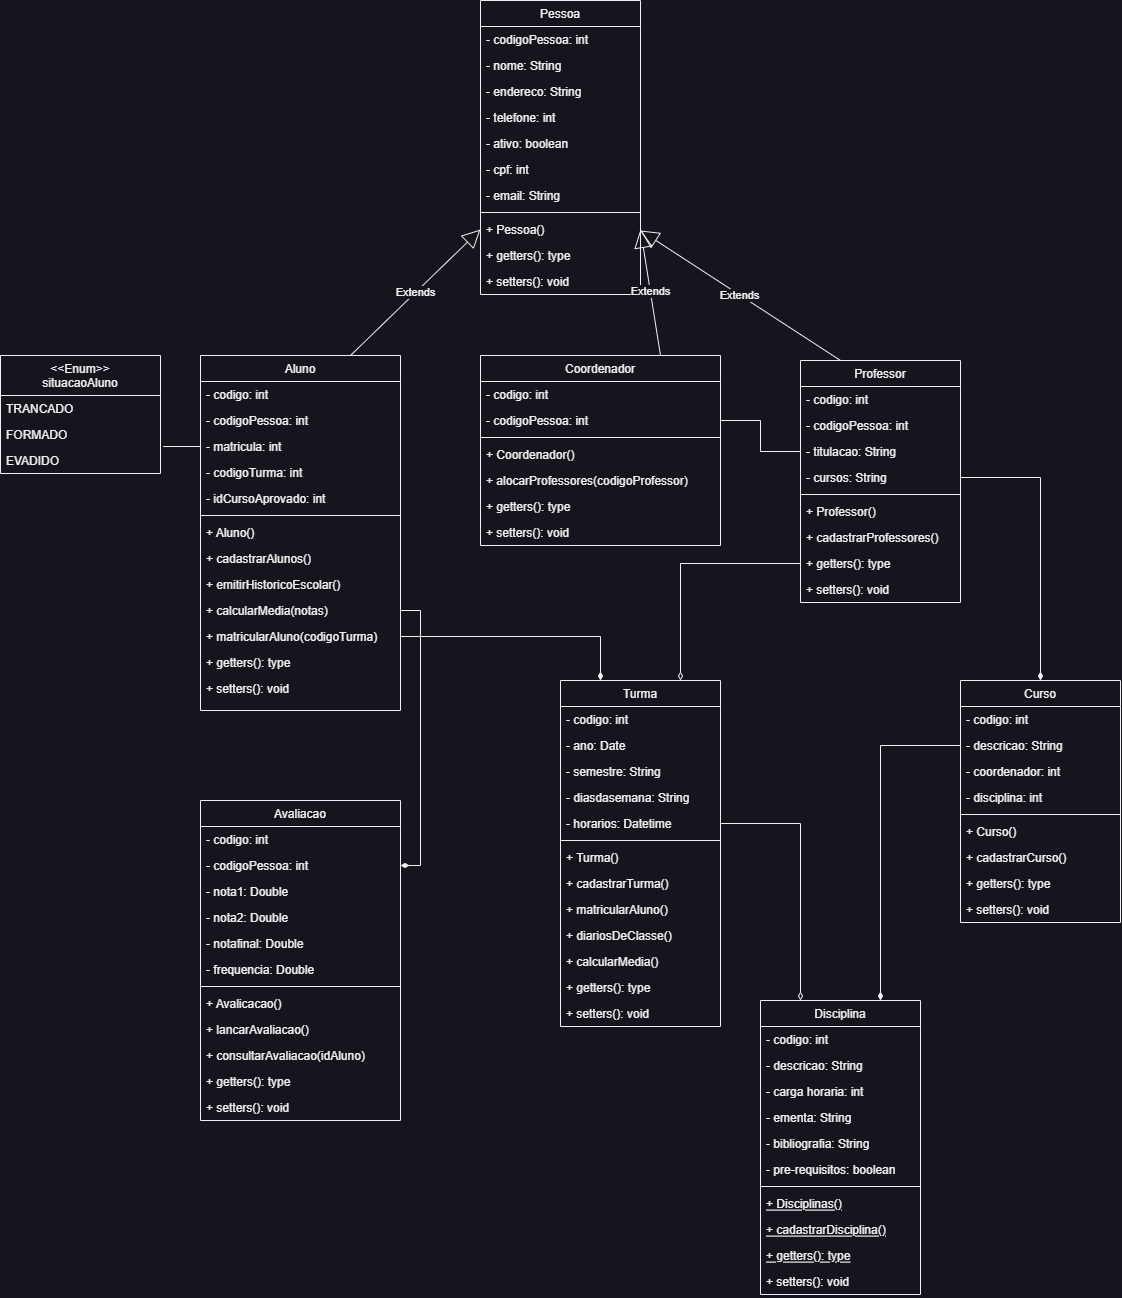 Pessoa
- codigoPessoa: int
- nome: String
- endereco: String
- telefone: int
- ativo: boolean
- cpf: int
- email: String
+ Pessoa()
+ getters(): type
+ setters(): void
Extends
Extends
Extends
<<Enum>>
situacaoAluno
TRANCADO
FORMADO
EVADIDO
Aluno
- codigo: int
- codigoPessoa: int
- matricula: int
- codigoTurma: int
- idCursoAprovado: int
+ Aluno()
+ cadastrarAlunos()
+ emitirHistoricoEscolar()
+ calcularMedia(notas)
+ matricularAluno(codigoTurma)
+ getters(): type
+ setters(): void
Coordenador
- codigo: int
- codigoPessoa: int
+ Coordenador()
+ alocarProfessores(codigoProfessor)
+ getters(): type
+ setters(): void
Professor
- codigo: int
- codigoPessoa: int
- titulacao: String
- cursos: String
+ Professor()
+ cadastrarProfessores()
+ getters(): type
+ setters(): void
Turma
- codigo: int
- ano: Date
- semestre: String
- diasdasemana: String
- horarios: Datetime
+ Turma()
+ cadastrarTurma()
+ matricularAluno()
+ diariosDeClasse()
+ calcularMedia()
+ getters(): type
+ setters(): void
Curso
- codigo: int
- descricao: String
- coordenador: int
- disciplina: int
+ Curso()
+ cadastrarCurso()
+ getters(): type
+ setters(): void
Avaliacao
- codigo: int
- codigoPessoa: int
- nota1: Double
- nota2: Double
- notafinal: Double
- frequencia: Double
+ Avalicacao()
+ lancarAvaliacao()
+ consultarAvaliacao(idAluno)
+ getters(): type
+ setters(): void
Disciplina
- codigo: int
- descricao: String
- carga horaria: int
- ementa: String
- bibliografia: String
- pre-requisitos: boolean
+ Disciplinas()
+ cadastrarDisciplina()
+ getters(): type
+ setters(): void